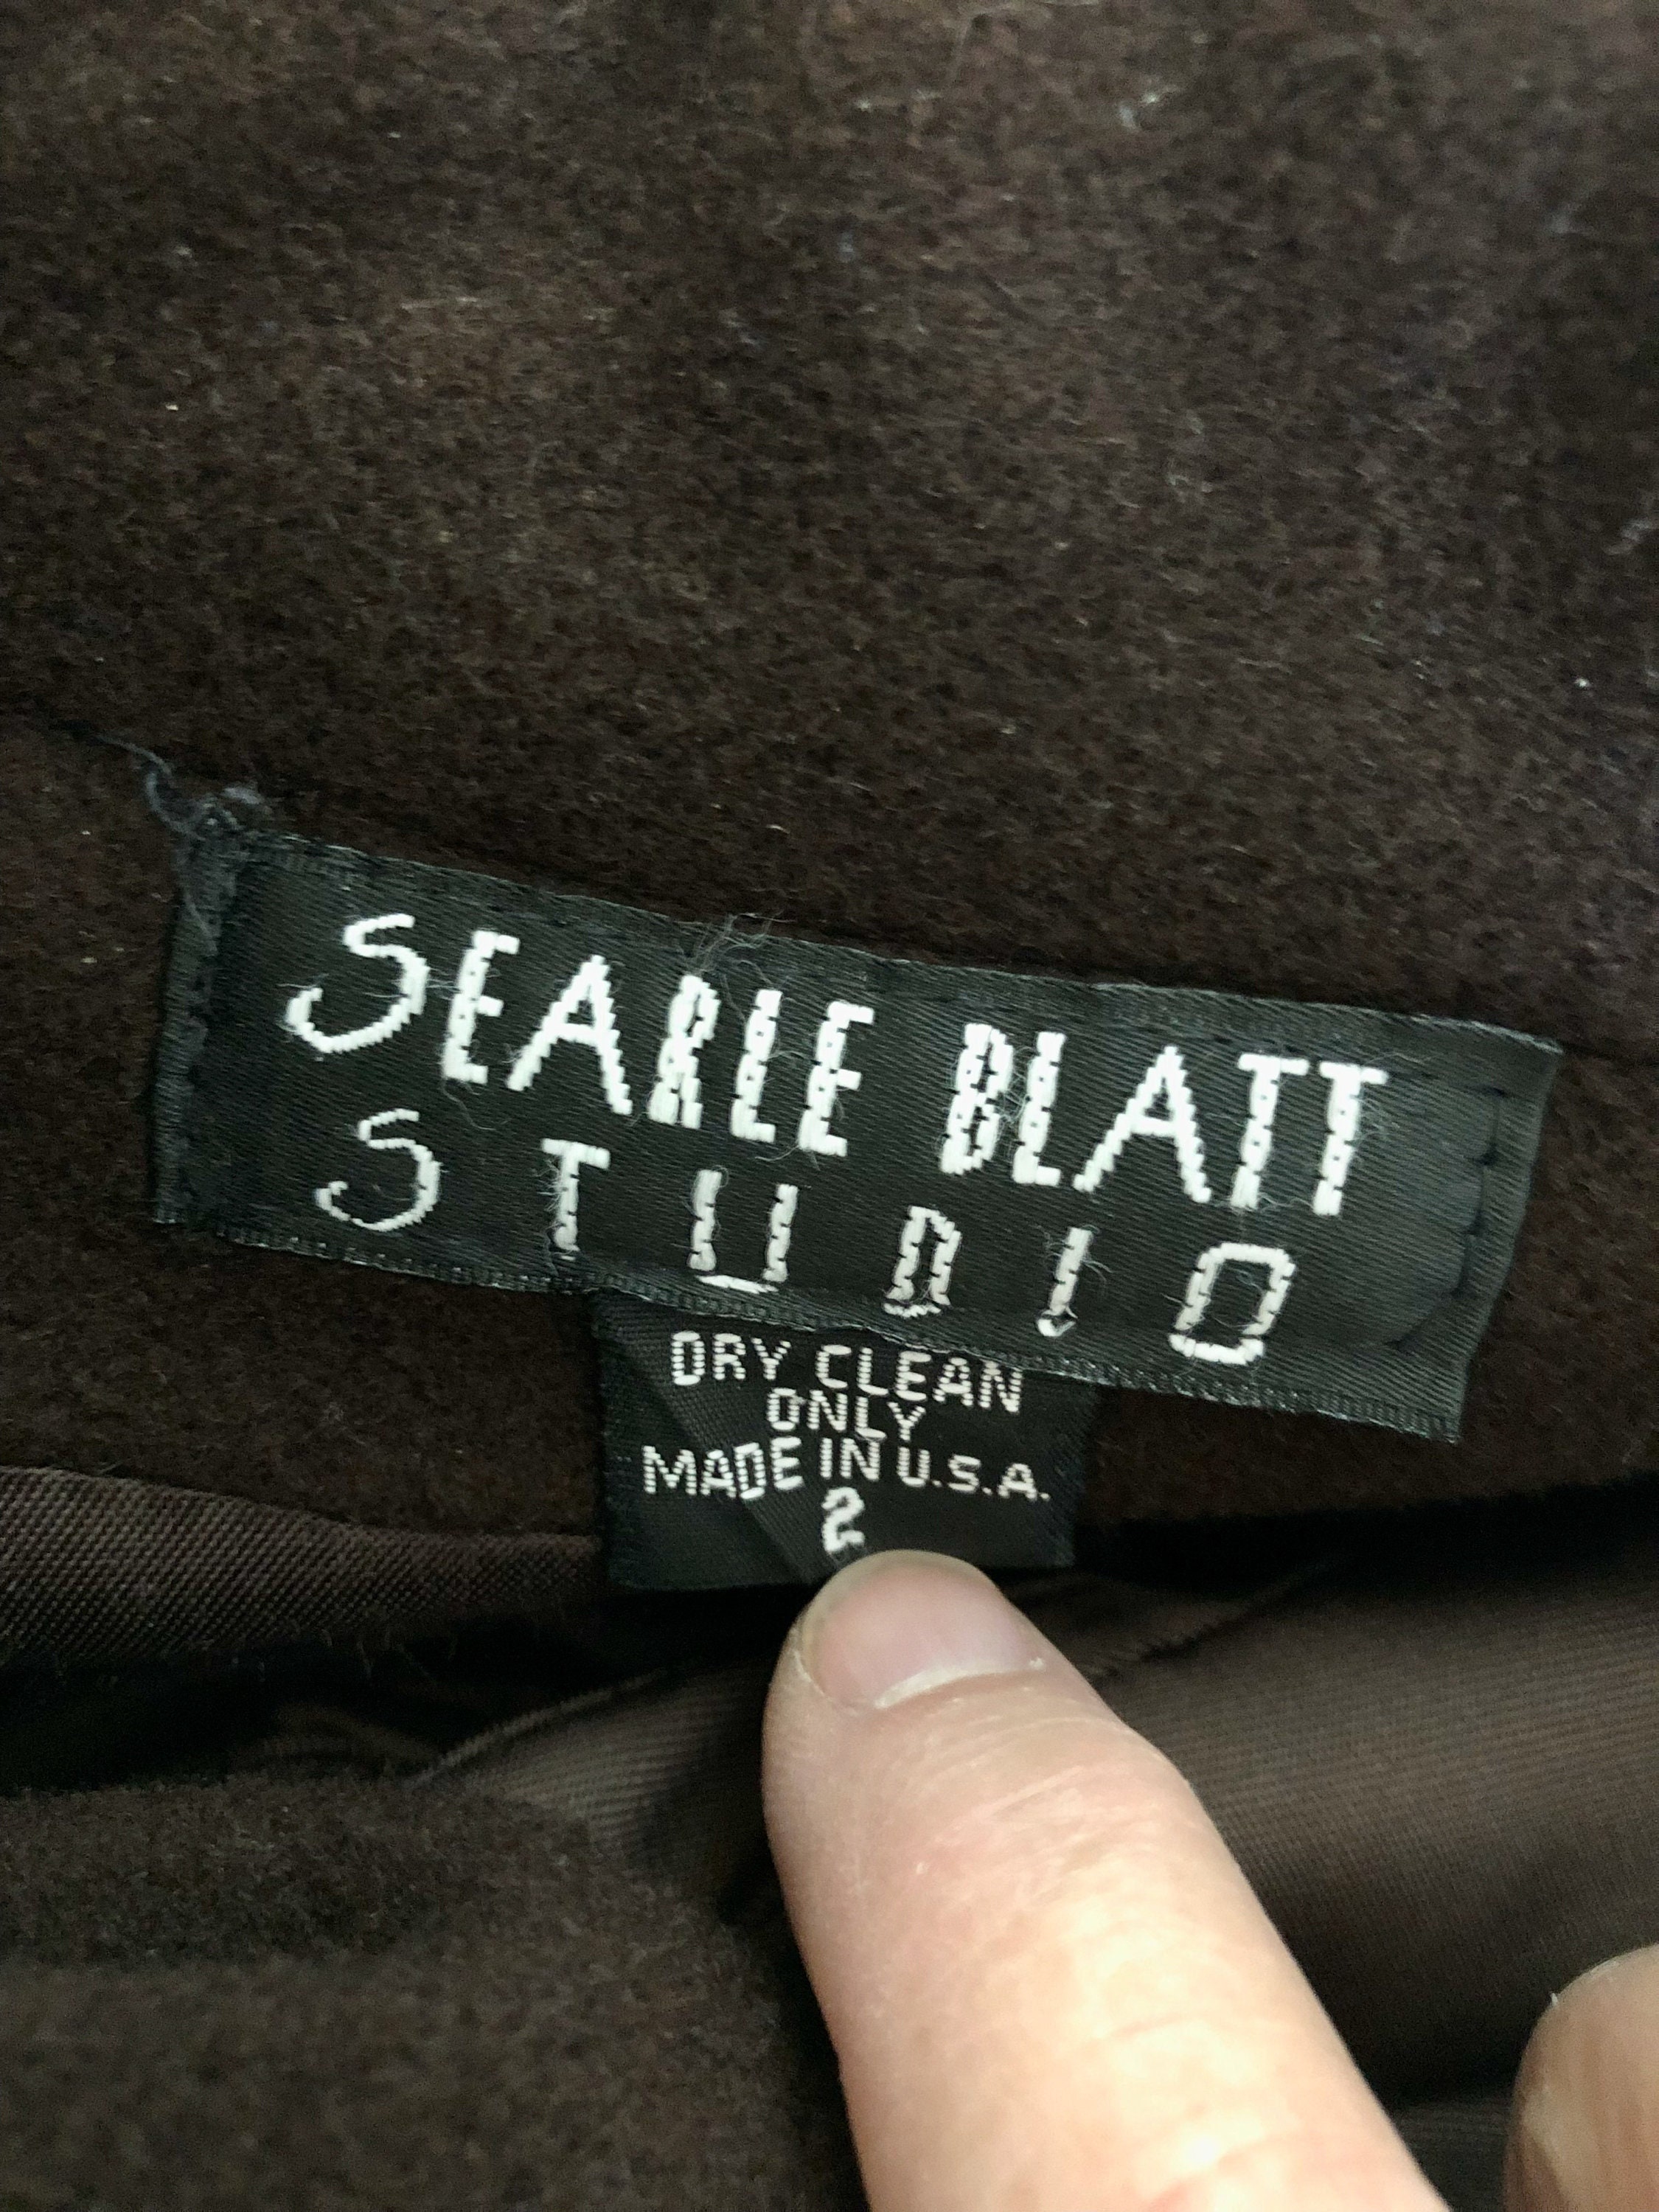 SEARLE BLATT
STUDIO
DRY CLEAN
ONLY
MADE IN U.S.A.
2